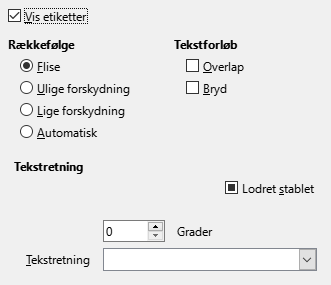 Vis etiketter
Rækkefølge
Tekstforløb
Flise
Overlap
Ulige forskydning
Bryd
Lige forskydning
Automatisk
Tekstretning
Lodret stablet
0
Grader
Tekstretning